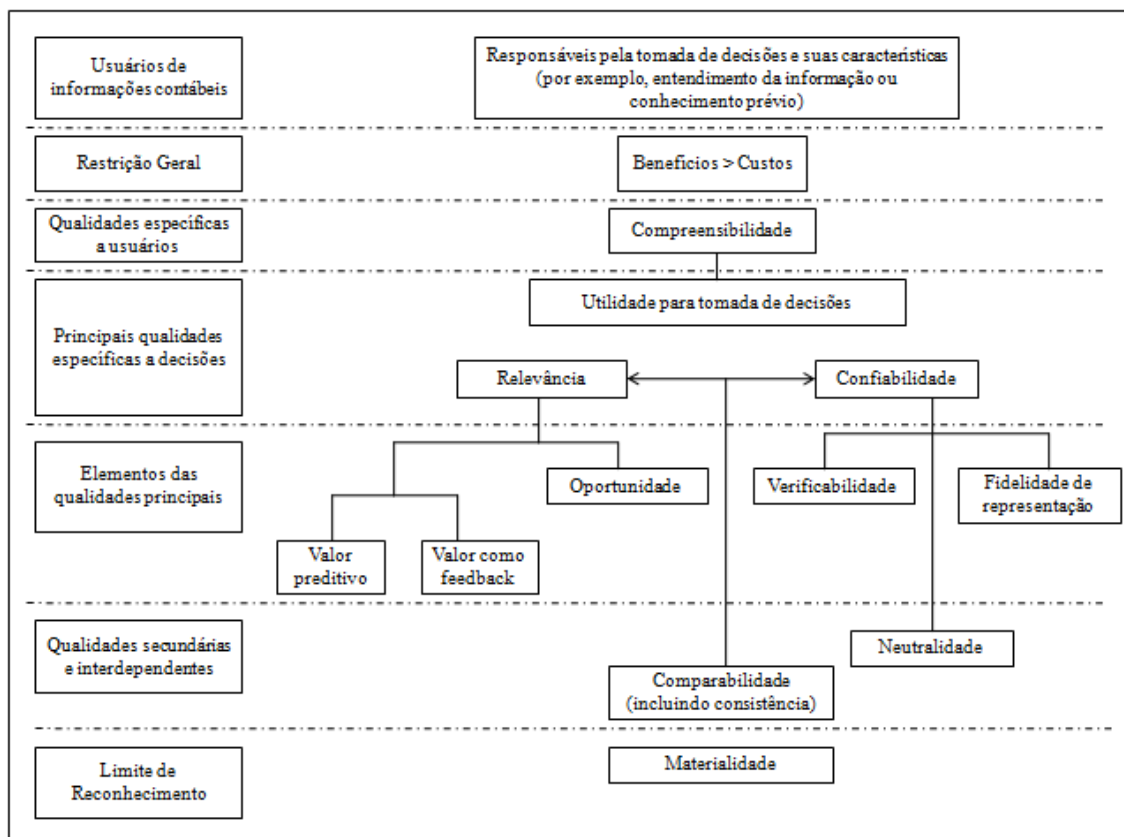 Usuários de
informações contábeis
Responsáveis pela tomada de decisões e suas características
(por exemplo, entendimento da informação ou
conhecimento prévio)
Restrição Geral
Benefícios > Custos
Qualidades específicas
a usuários
Compreensibilidade
Principais qualidades
específicas a decisões
Utilidade para tomada de decisões
Relevância
Confiabilidade
Elementos das
qualidades principais
Oportunidade
Verificabilidade
Fidelidade de
representação
Valor
preditivo
Valor como
feedback
Qualidades secundárias
e interdependentes
Neutralidade
Comparabilidade
(incluindo consistência)
Limite de
Reconhecimento
Materialidade